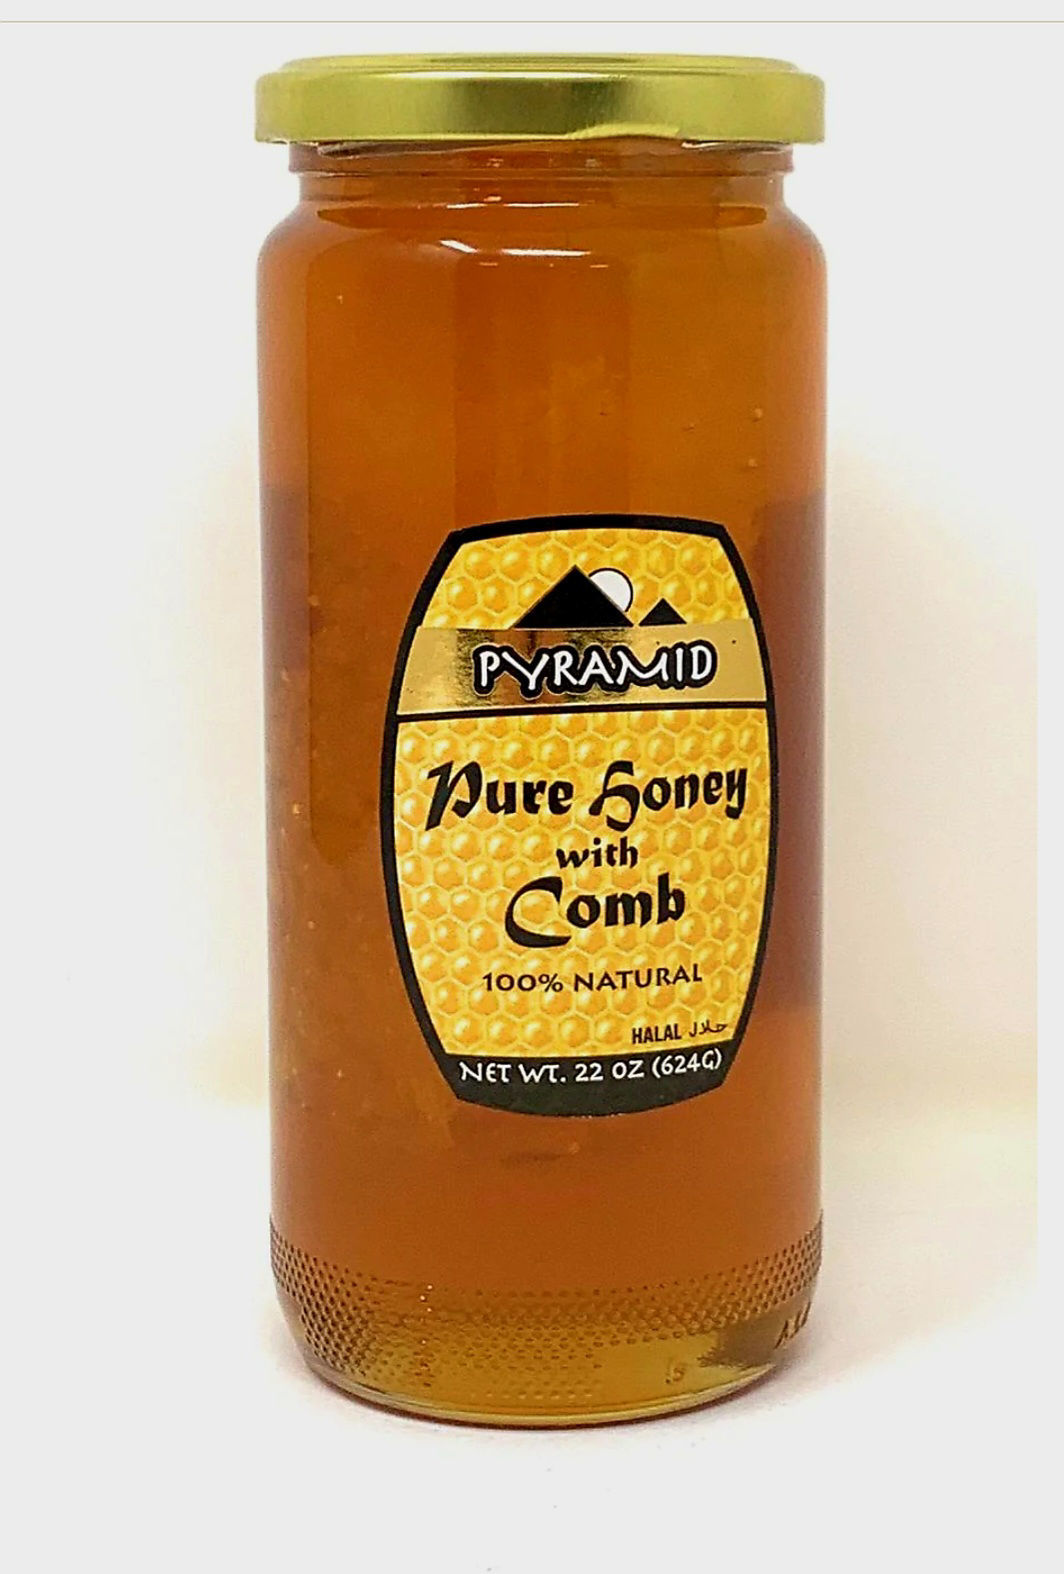 PYRAMID
Pure Honey
with
Comb
100% NATURAL
HALAL حلال
NET WT. 22 OZ (624G)